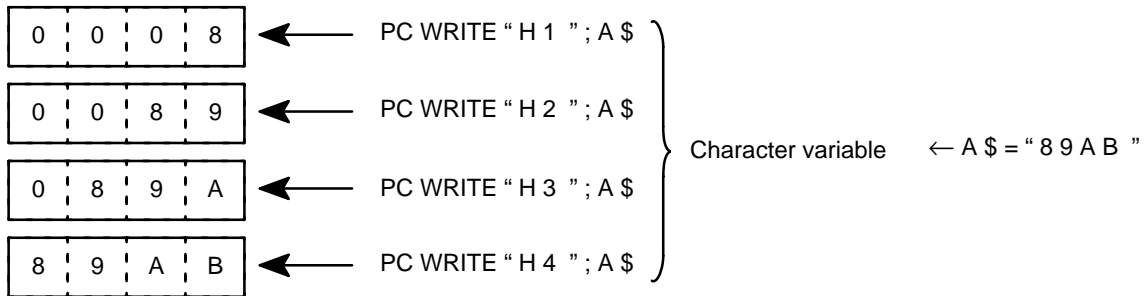 0 0 0 8 PC WRITE “ H 1 ” ; A $
0 0 8 9 PC WRITE “ H 2 ” ; A $
Character variable ← A $ = “ 8 9 A B ”
0 8 9 A PC WRITE “ H 3 ” ; A $
8 9 A B PC WRITE “ H 4 ” ; A $